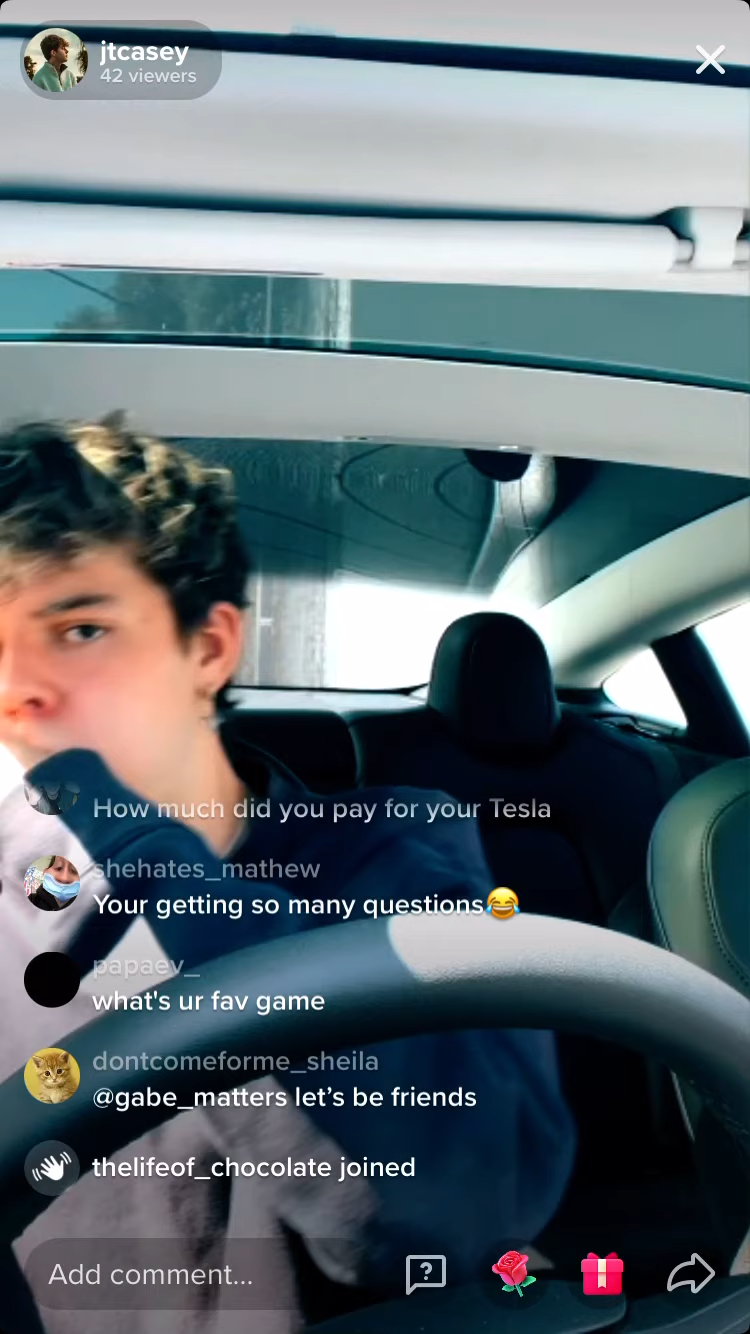 jtcasey
42 viewers
How much did you pay for your Tesla
shehates_mathew
Your getting so many questions😂
papaev_
what's ur fav game
dontcomeforme_sheila
@gabe_matters let’s be friends
thelifeof_chocolate joined
Add comment...